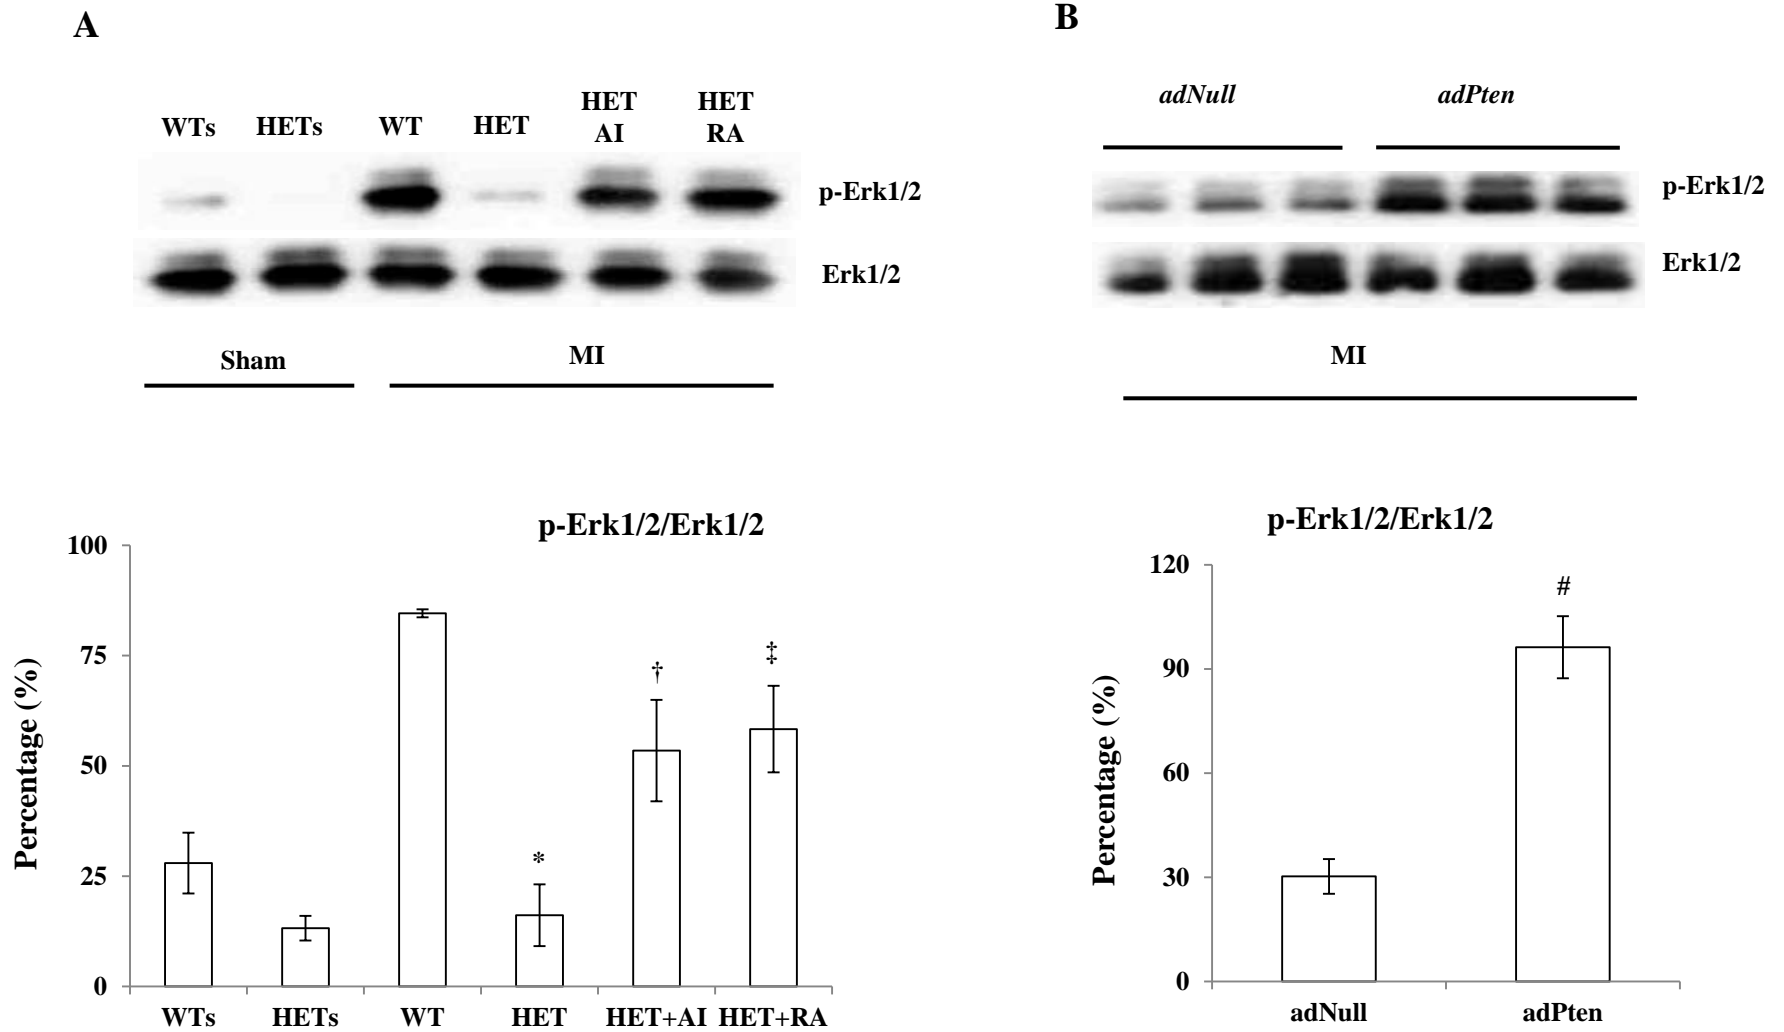 A
WTs HETs WT HET HET AI HET RA
p-Erk1/2
Erk1/2
Sham MI
p-Erk1/2/Erk1/2
Percentage (%)
100
75
50
25
0
*
†
‡
WTs HETs WT HET HET+AI HET+RA
B
adNull adPten
p-Erk1/2
Erk1/2
MI
p-Erk1/2/Erk1/2
Percentage (%)
120
90
60
30
0
#
adNull adPten